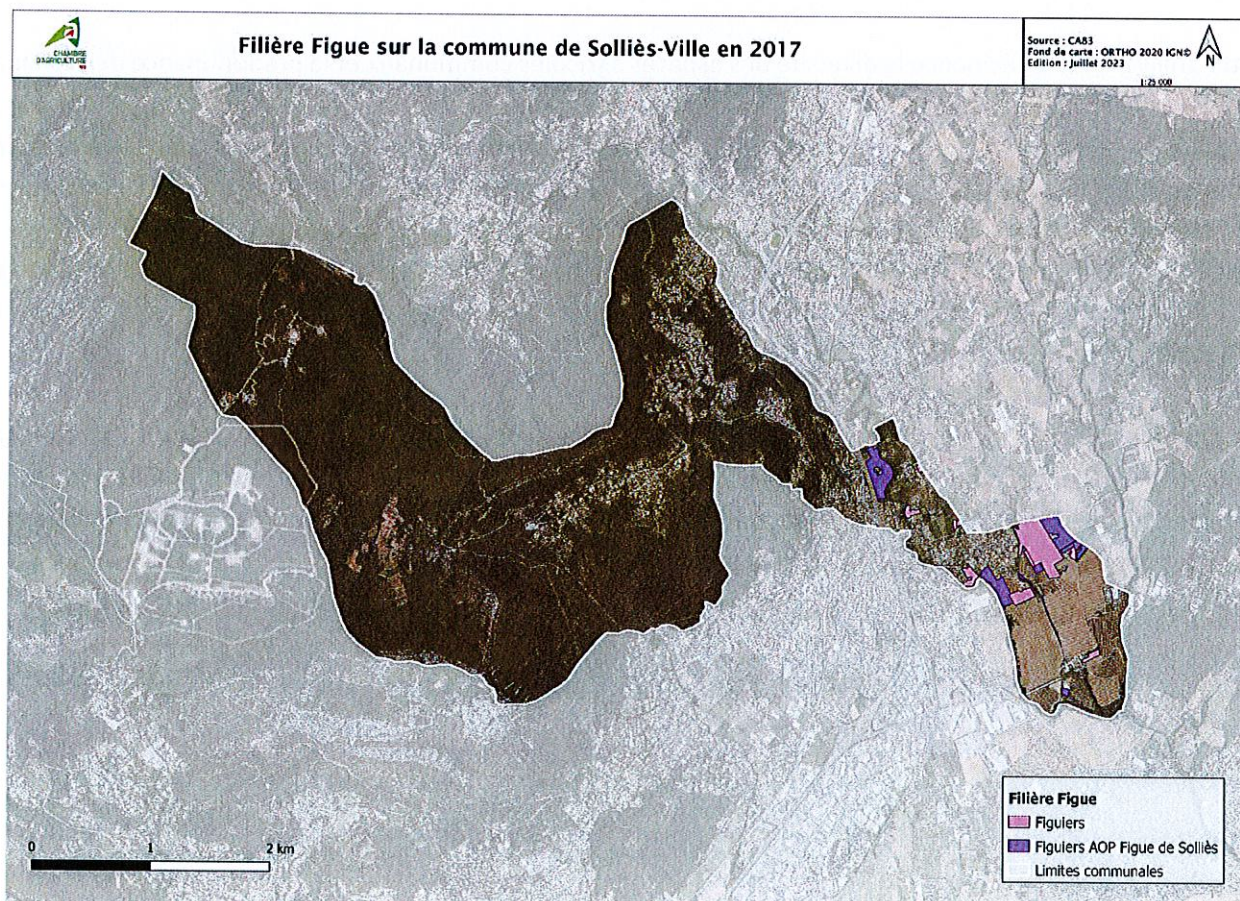 CHAMBRE
D'AGRICULTURE
Filière Figue sur la commune de Solliès-Ville en 2017
Source : CA83
Fond de carte : ORTHO 2020 IGN©
Edition : Juillet 2023
N
1:25 000
0 1 2 km
Filière Figue
Figuiers
Figuiers AOP Figue de Solliès
Limites communales